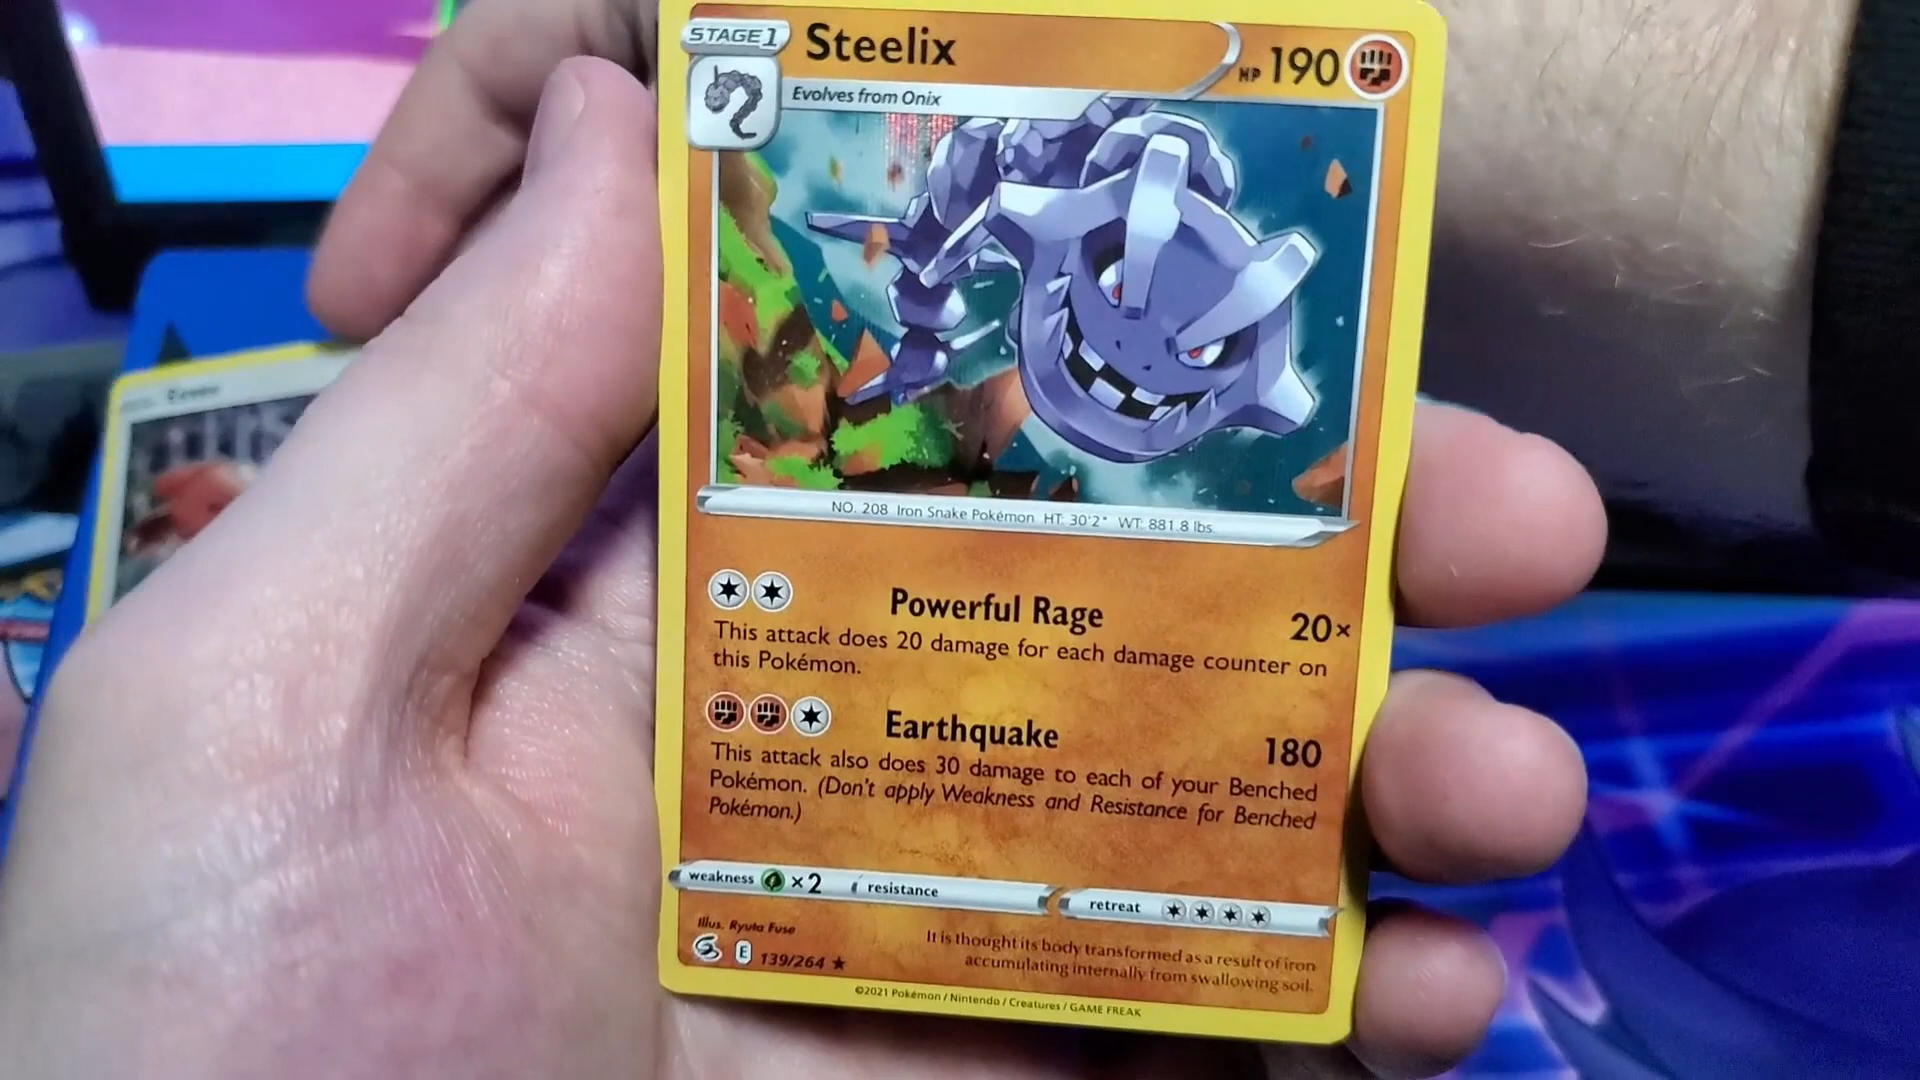 STAGE 1 Steelix HP 190
Evolves from Onix
NO. 208 Iron Snake Pokémon HT: 30'2" WT: 881.8 lbs.
Powerful Rage 20×
This attack does 20 damage for each damage counter on
this Pokémon.
Earthquake 180
This attack also does 30 damage to each of your Benched
Pokémon. (Don't apply Weakness and Resistance for Benched
Pokémon.)
weakness ×2 resistance retreat
Illus. Ryuta Fuse
E 139/264 ★
It is thought its body transformed as a result of iron
accumulating internally from swallowing soil.
©2021 Pokémon / Nintendo / Creatures / GAME FREAK